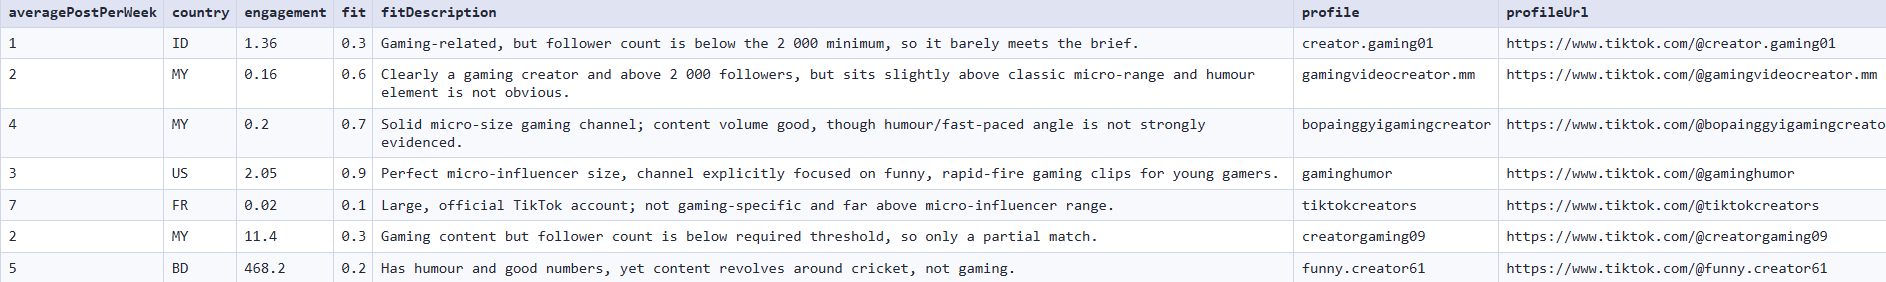 averagePostPerWeek country engagement fit fitDescription profile profileUrl
1 ID 1.36 0.3 Gaming-related, but follower count is below the 2 000 minimum, so it barely meets the brief. creator.gaming01 https://www.tiktok.com/@creator.gaming01
2 MY 0.16 0.6 Clearly a gaming creator and above 2 000 followers, but sits slightly above classic micro-range and humour gamingvideocreator.mm https://www.tiktok.com/@gamingvideocreator.mm
element is not obvious.
4 MY 0.2 0.7 Solid micro-size gaming channel; content volume good, though humour/fast-paced angle is not strongly bopainggyigamingcreator https://www.tiktok.com/@bopainggyigamingcreato
evidenced.
3 US 2.05 0.9 Perfect micro-influencer size, channel explicitly focused on funny, rapid-fire gaming clips for young gamers. gaminghumor https://www.tiktok.com/@gaminghumor
7 FR 0.02 0.1 Large, official TikTok account; not gaming-specific and far above micro-influencer range. tiktokcreators https://www.tiktok.com/@tiktokcreators
2 MY 11.4 0.3 Gaming content but follower count is below required threshold, so only a partial match. creatorgaming09 https://www.tiktok.com/@creatorgaming09
5 BD 468.2 0.2 Has humour and good numbers, yet content revolves around cricket, not gaming. funny.creator61 https://www.tiktok.com/@funny.creator61